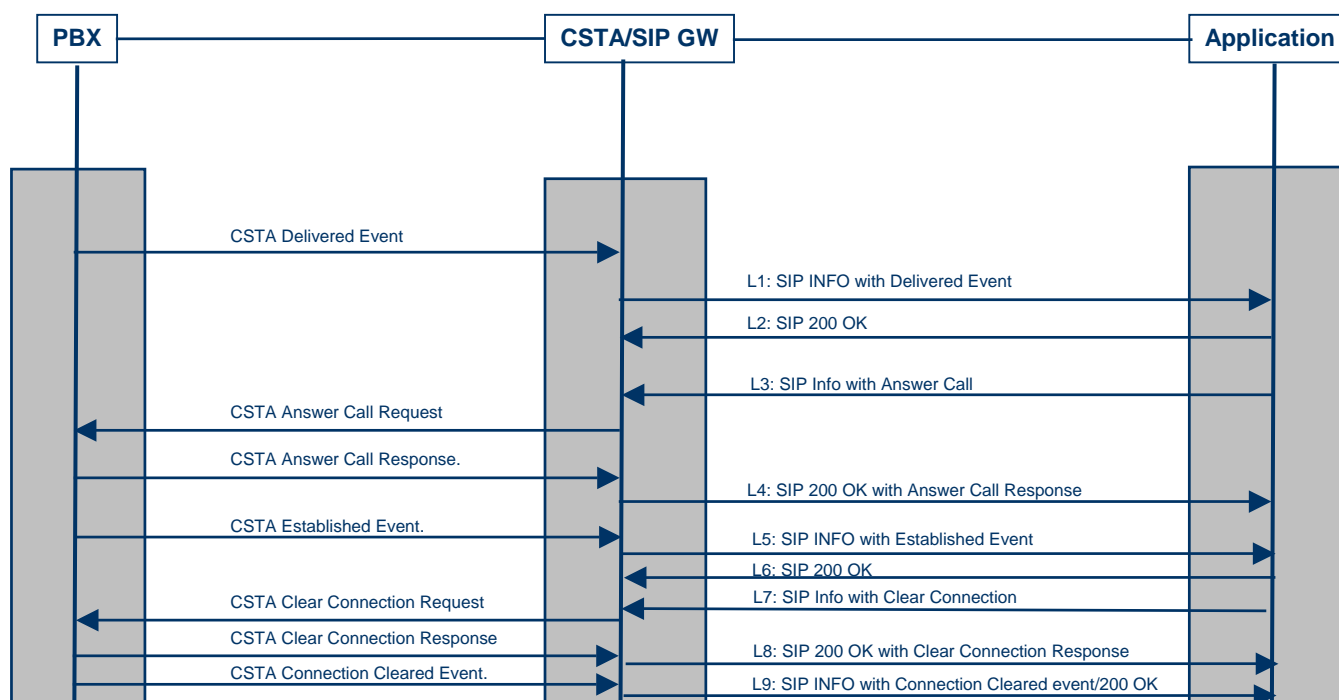 PBX
CSTA/SIP GW
Application
CSTA Delivered Event
L1: SIP INFO with Delivered Event
L2: SIP 200 OK
L3: SIP Info with Answer Call
CSTA Answer Call Request
CSTA Answer Call Response.
L4: SIP 200 OK with Answer Call Response
CSTA Established Event.
L5: SIP INFO with Established Event
L6: SIP 200 OK
L7: SIP Info with Clear Connection
CSTA Clear Connection Request
CSTA Clear Connection Response
L8: SIP 200 OK with Clear Connection Response
CSTA Connection Cleared Event.
L9: SIP INFO with Connection Cleared event/200 OK